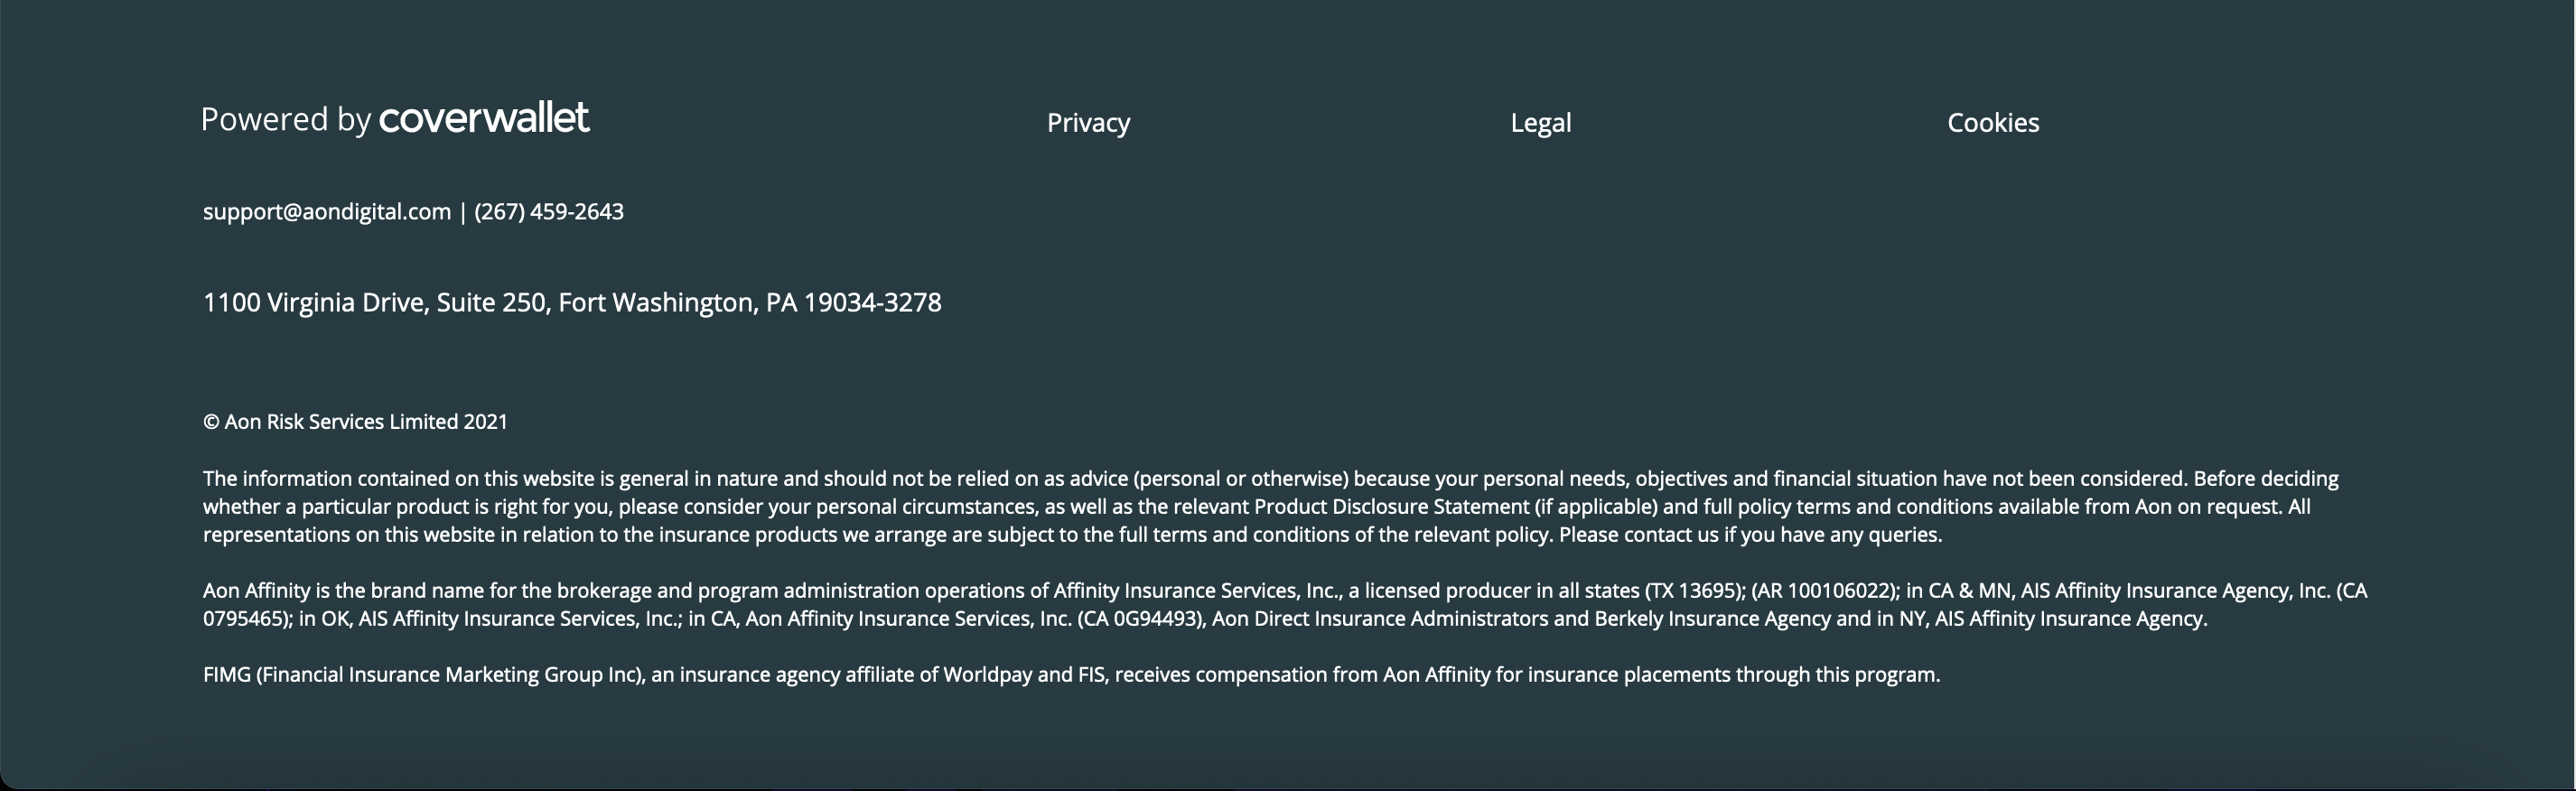 Powered by coverwallet
Privacy
Legal
Cookies
support@aondigital.com | (267) 459-2643
1100 Virginia Drive, Suite 250, Fort Washington, PA 19034-3278
© Aon Risk Services Limited 2021
The information contained on this website is general in nature and should not be relied on as advice (personal or otherwise) because your personal needs, objectives and financial situation have not been considered. Before deciding
whether a particular product is right for you, please consider your personal circumstances, as well as the relevant Product Disclosure Statement (if applicable) and full policy terms and conditions available from Aon on request. All
representations on this website in relation to the insurance products we arrange are subject to the full terms and conditions of the relevant policy. Please contact us if you have any queries.
Aon Affinity is the brand name for the brokerage and program administration operations of Affinity Insurance Services, Inc., a licensed producer in all states (TX 13695); (AR 100106022); in CA & MN, AIS Affinity Insurance Agency, Inc. (CA
0795465); in OK, AIS Affinity Insurance Services, Inc.; in CA, Aon Affinity Insurance Services, Inc. (CA 0G94493), Aon Direct Insurance Administrators and Berkely Insurance Agency and in NY, AIS Affinity Insurance Agency.
FIMG (Financial Insurance Marketing Group Inc), an insurance agency affiliate of Worldpay and FIS, receives compensation from Aon Affinity for insurance placements through this program.